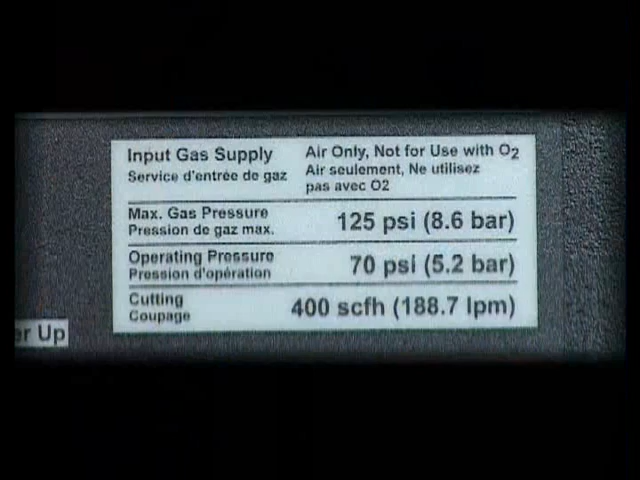 Input Gas Supply
Service d'entrée de gaz
Air Only, Not for Use with O2
Air seulement, Ne utilisez
pas avec O2
Max. Gas Pressure
Pression de gaz max.
125 psi (8.6 bar)
Operating Pressure
Pression d'opération
70 psi (5.2 bar)
Cutting
Coupage
400 scfh (188.7 lpm)
er Up